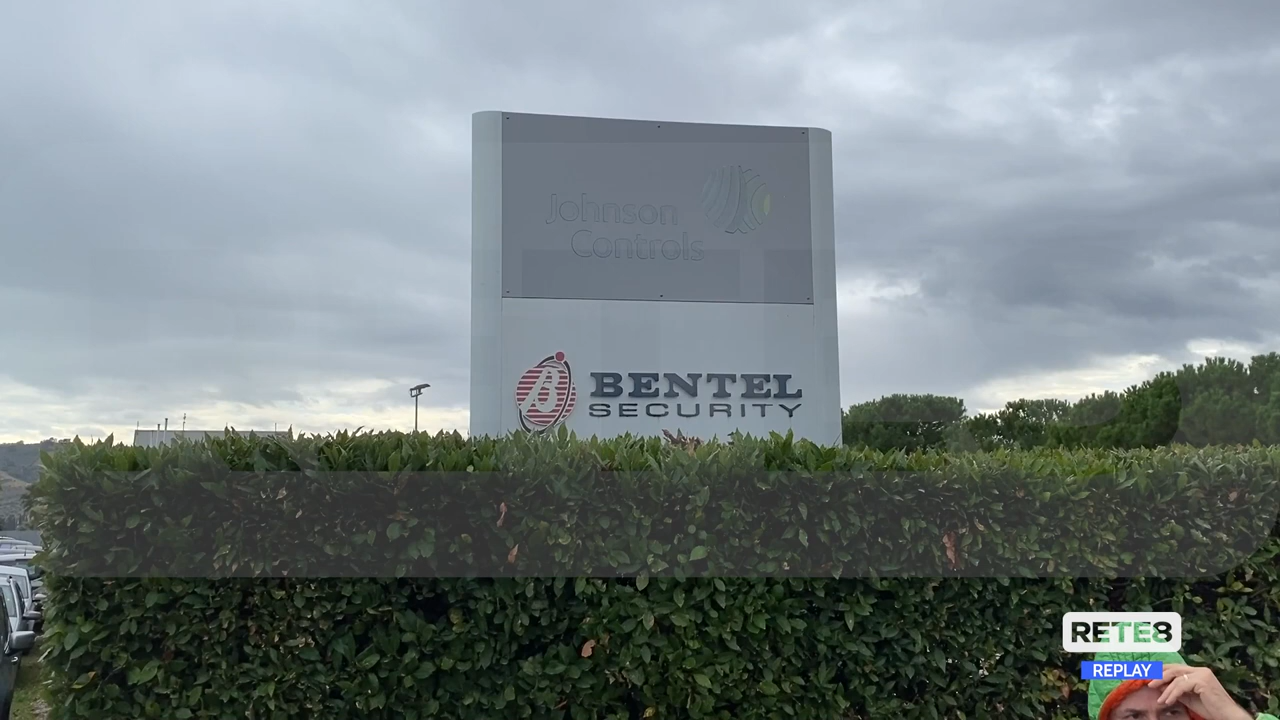 Johnson
Controls
BENTEL
SECURITY
RETE8
REPLAY